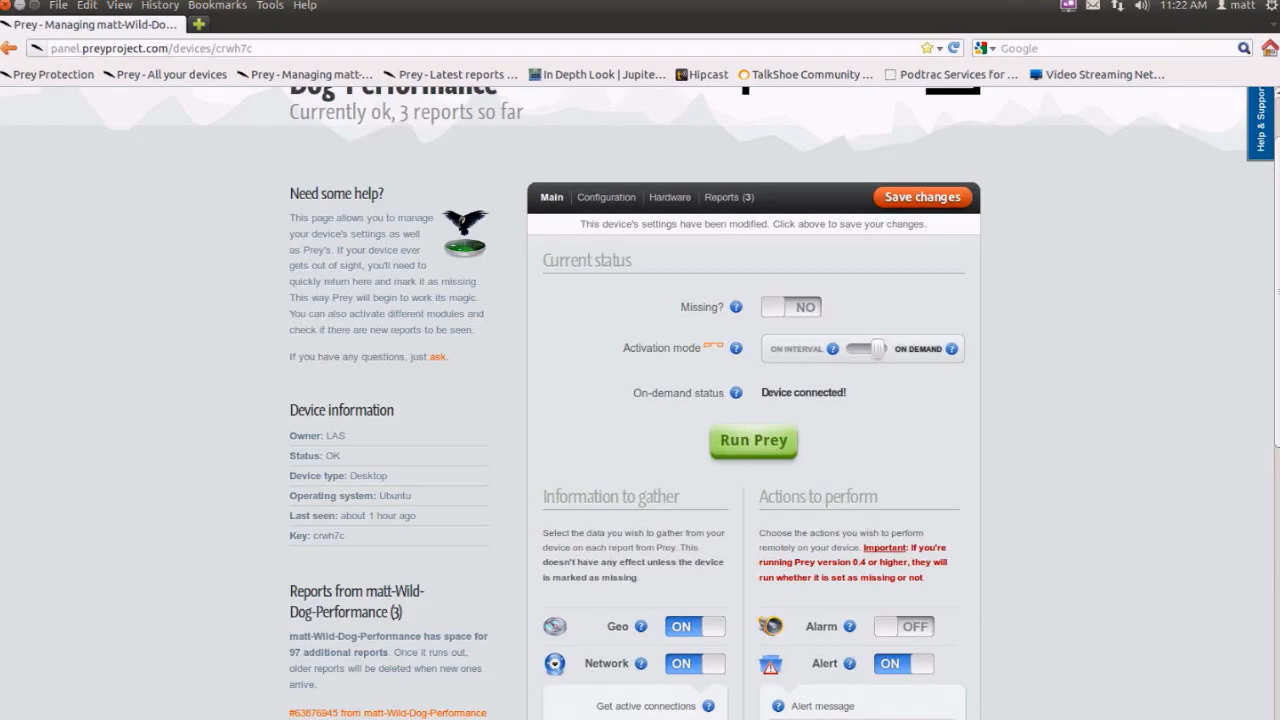 File Edit View History Bookmarks Tools Help
11:22 AM matt
Prey - Managing matt-Wild-Do...
panel.preyproject.com/devices/crwh7c
Google
Prey Protection Prey - All your devices Prey - Managing matt-... Prey - Latest reports ... In Depth Look | Jupite... Hipcast TalkShoe Community ... Podtrac Services for ... Video Streaming Net...
Dog-Performance
Currently ok, 3 reports so far
Help & Support
Need some help?
This page allows you to manage
your device's settings as well
as Prey's. If your device ever
gets out of sight, you'll need to
quickly return here and mark it as missing.
This way Prey will begin to work its magic.
You can also activate different modules and
check if there are new reports to be seen.
If you have any questions, just ask.
Device information
Owner: LAS
Status: OK
Device type: Desktop
Operating system: Ubuntu
Last seen: about 1 hour ago
Key: crwh7c
Reports from matt-Wild-
Dog-Performance (3)
matt-Wild-Dog-Performance has space for
97 additional reports. Once it runs out,
older reports will be deleted when new ones
arrive.
#63876945 from matt-Wild-Dog-Performance
Main Configuration Hardware Reports (3) Save changes
This device's settings have been modified. Click above to save your changes.
Current status
Missing? ? NO
Activation mode ? ON INTERVAL ? ON DEMAND ?
On-demand status ? Device connected!
Run Prey
Information to gather
Select the data you wish to gather from your
device on each report from Prey. This
doesn't have any effect unless the device
is marked as missing.
Geo ? ON
Network ? ON
Get active connections ?
Actions to perform
Choose the actions you wish to perform
remotely on your device. Important: If you're
running Prey version 0.4 or higher, they will
run whether it is set as missing or not.
Alarm ? OFF
Alert ? ON
? Alert message